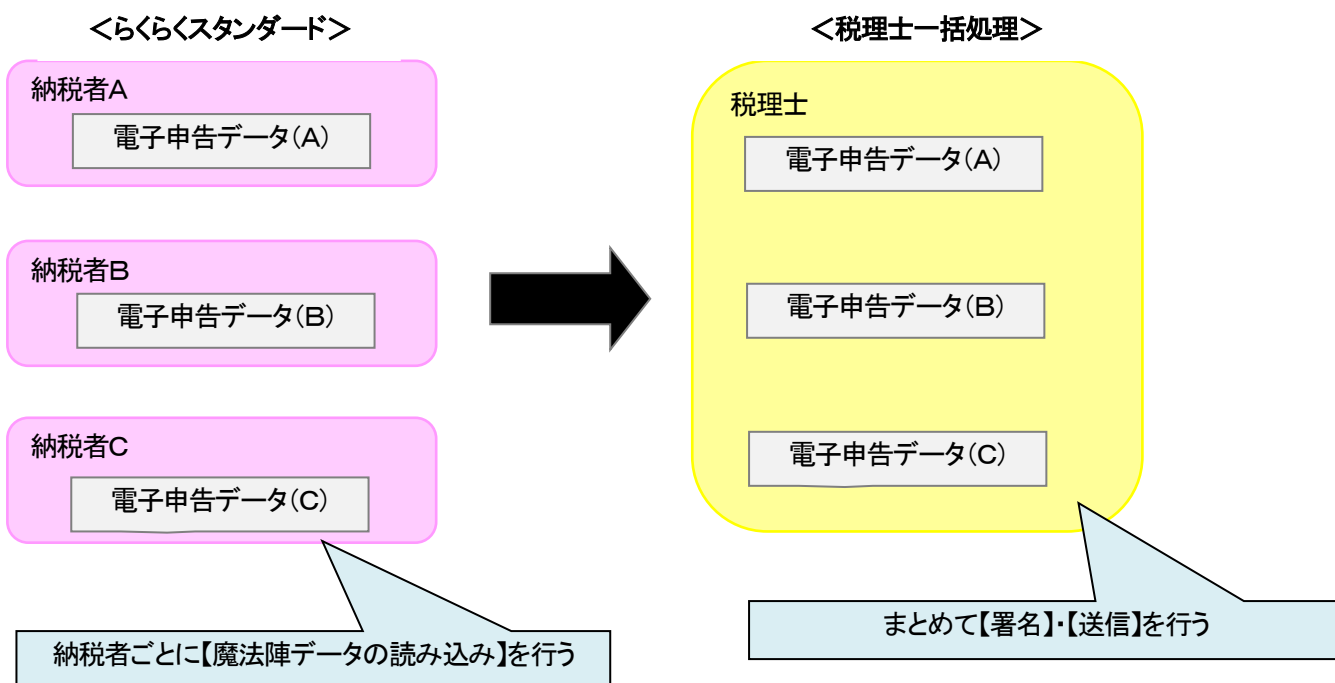 ＜らくらくスタンダード＞
納税者A
電子申告データ（A）
納税者B
電子申告データ（B）
納税者C
電子申告データ（C）
納税者ごとに【魔法陣データの読み込み】を行う
＜税理士一括処理＞
税理士
電子申告データ（A）
電子申告データ（B）
電子申告データ（C）
まとめて【署名】・【送信】を行う